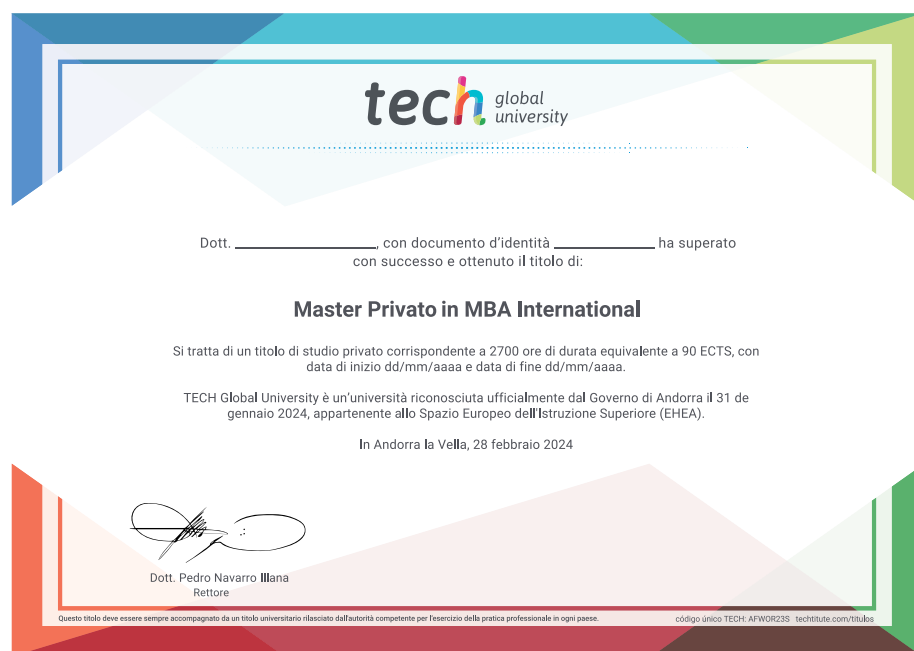 tech global university
Dott. ________________, con documento d'identità ____________ ha superato
con successo e ottenuto il titolo di:
Master Privato in MBA International
Si tratta di un titolo di studio privato corrispondente a 2700 ore di durata equivalente a 90 ECTS, con
data di inizio dd/mm/aaaa e data di fine dd/mm/aaaa.
TECH Global University è un'università riconosciuta ufficialmente dal Governo di Andorra il 31 de
gennaio 2024, appartenente allo Spazio Europeo dell'Istruzione Superiore (EHEA).
In Andorra la Vella, 28 febbraio 2024
Dott. Pedro Navarro Illana
Rettore
Questo titolo deve essere sempre accompagnato da un titolo universitario rilasciato dall'autorità competente per l'esercizio della pratica professionale in ogni paese.
código único TECH: AFWOR23S techtitute.com/titulos